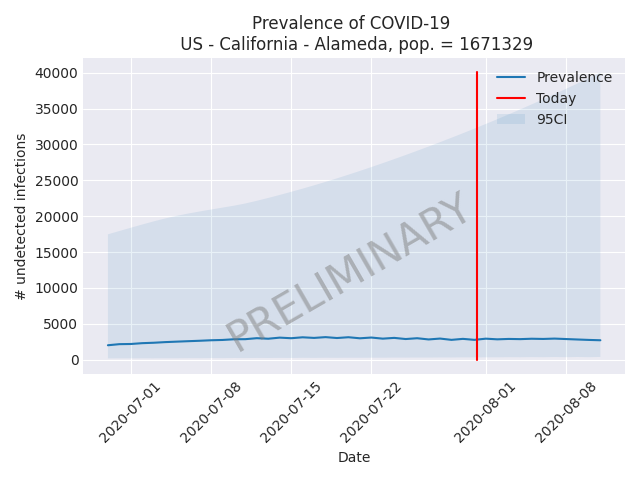 Prevalence of COVID-19
US - California - Alameda, pop. = 1671329
# undetected infections
40000
35000
30000
25000
20000
15000
10000
5000
0
Prevalence
Today
95CI
PRELIMINARY
2020-07-01
2020-07-08
2020-07-15
2020-07-22
2020-08-01
2020-08-08
Date